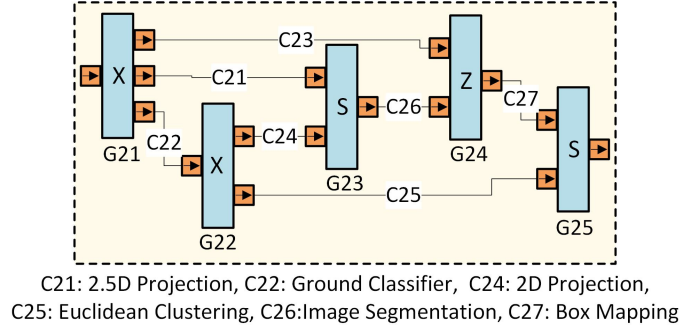 C23
X
C21
S
Z
C26
C27
G21
C22
X
C24
G24
S
G23
C25
G22
G25
C21: 2.5D Projection, C22: Ground Classifier, C24: 2D Projection,
C25: Euclidean Clustering, C26:Image Segmentation, C27: Box Mapping